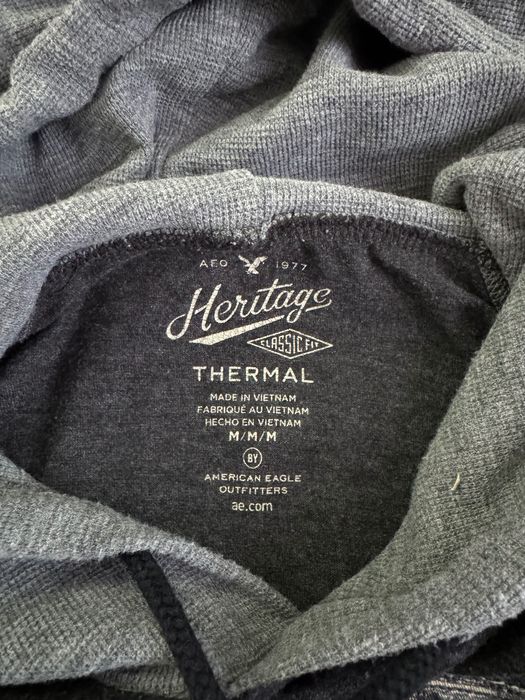 AEO 1977
Heritage
CLASSIC FIT
THERMAL
MADE IN VIETNAM
FABRIQUÉ AU VIETNAM
HECHO EN VIETNAM
M/M/M
BY
AMERICAN EAGLE
OUTFITTERS
ae.com